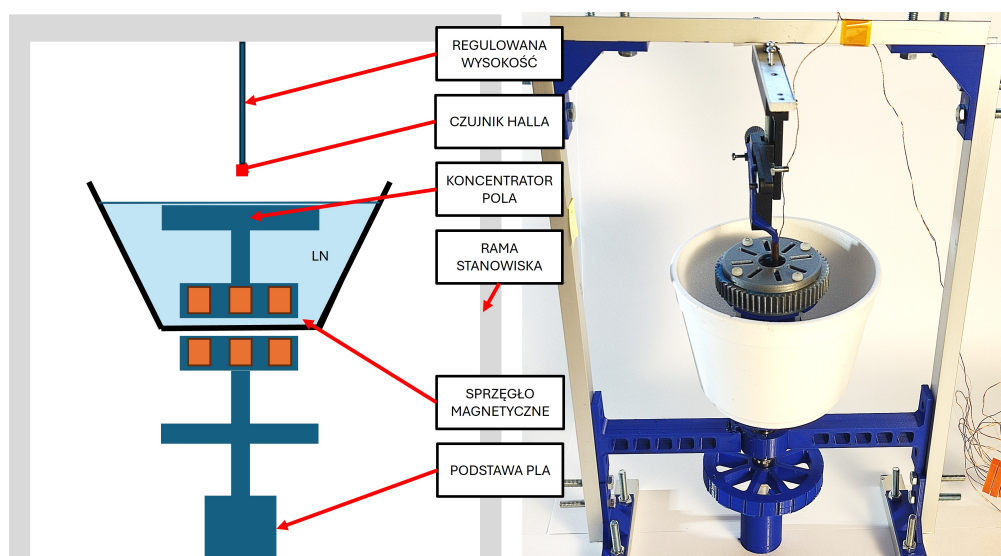 REGULOWANA
WYSOKOŚĆ
CZUJNIK HALLA
KONCENTRATOR
POLA
LN
RAMA
STANOWISKA
SPRZĘGŁO
MAGNETYCZNE
PODSTAWA PLA